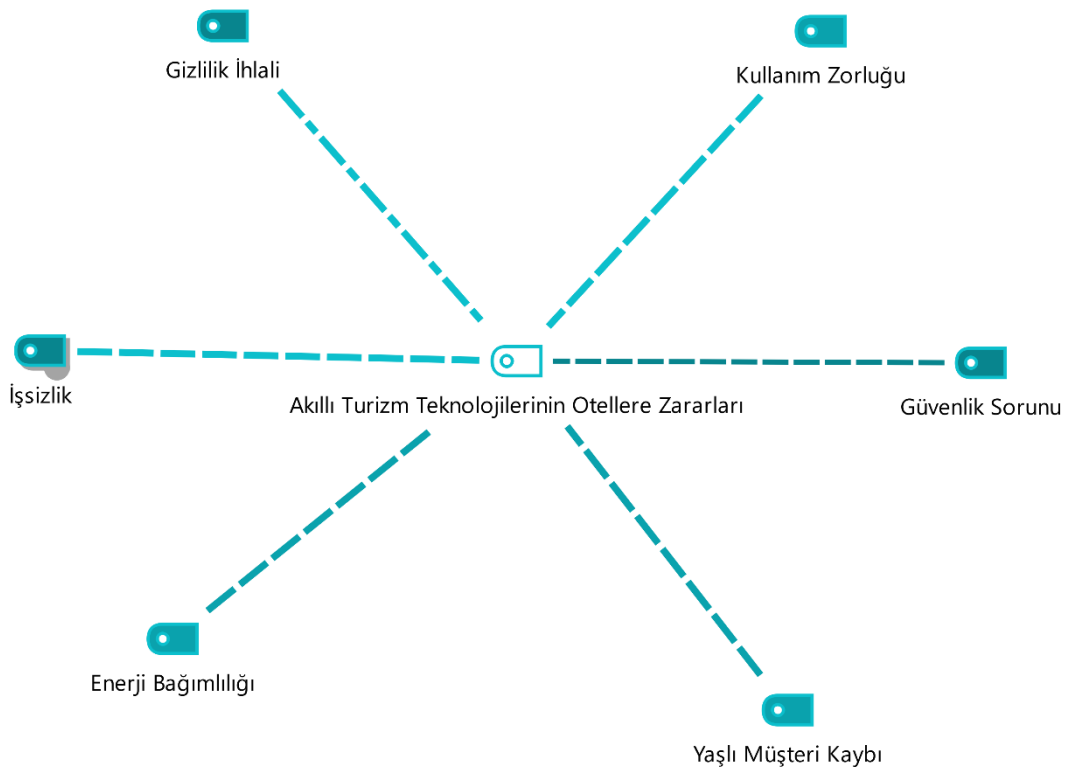 Gizlilik İhlali
Kullanım Zorluğu
İşsizlik
Akıllı Turizm Teknolojilerinin Otellere Zararları
Güvenlik Sorunu
Enerji Bağımlılığı
Yaşlı Müşteri Kaybı